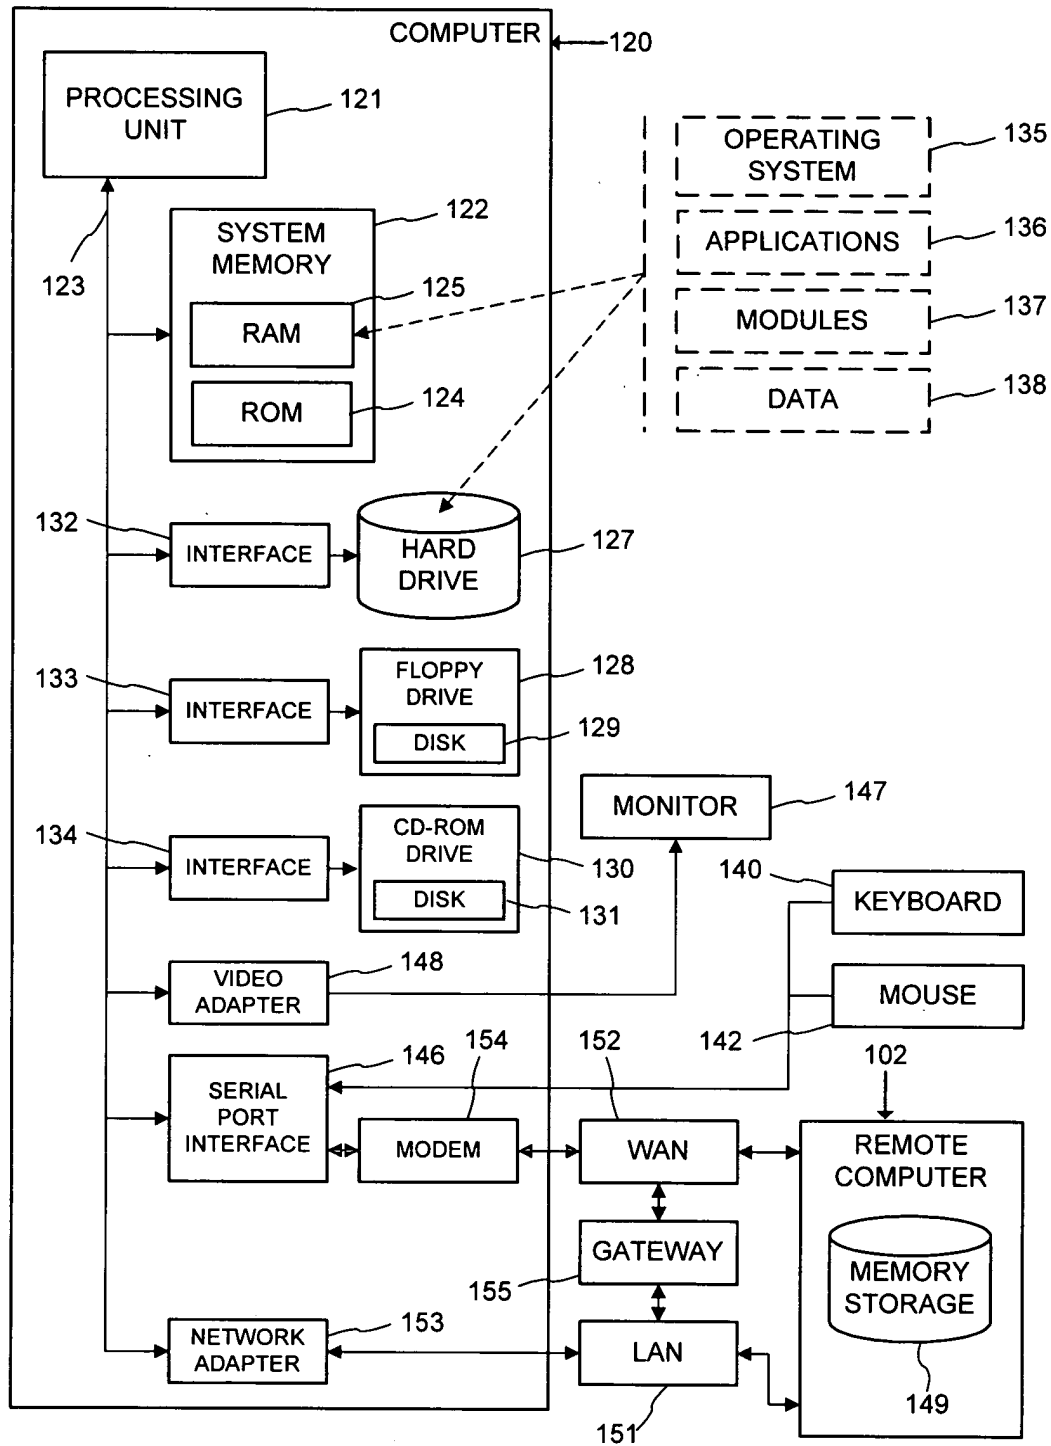 COMPUTER
120
PROCESSING
UNIT
121
123
SYSTEM
MEMORY
122
RAM
125
ROM
124
OPERATING
SYSTEM
135
APPLICATIONS
136
MODULES
137
DATA
138
132
INTERFACE
HARD
DRIVE
127
133
INTERFACE
FLOPPY
DRIVE
128
DISK
129
134
INTERFACE
CD-ROM
DRIVE
130
DISK
131
MONITOR
147
140
KEYBOARD
MOUSE
142
VIDEO
ADAPTER
148
SERIAL
PORT
INTERFACE
146
MODEM
154
WAN
152
102
REMOTE
COMPUTER
MEMORY
STORAGE
149
GATEWAY
155
NETWORK
ADAPTER
153
LAN
151